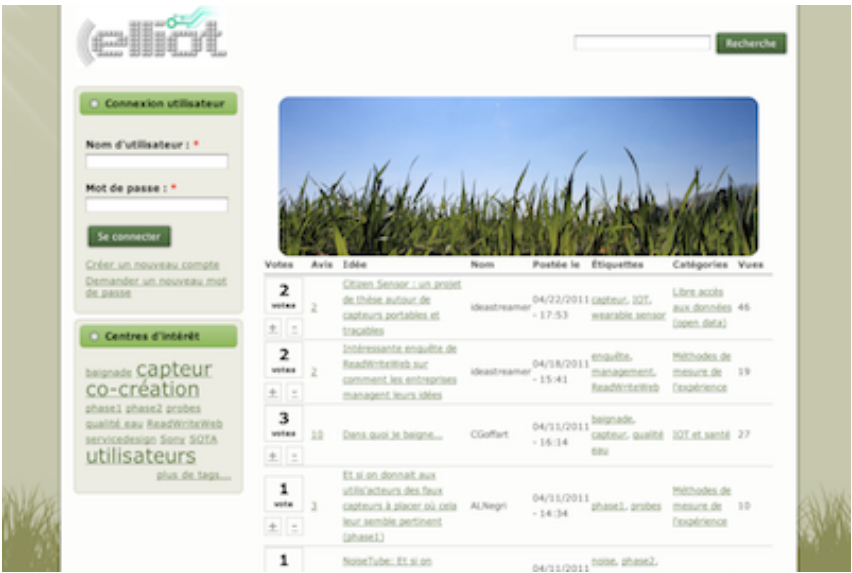 elliot
Recherche
Connexion utilisateur
Nom d'utilisateur : *
Mot de passe : *
Se connecter
Créer un nouveau compte
Demander un nouveau mot
de passe
Centres d'intérêt
baignade capteur
co-création
phase1 phase2 probes
qualité eau ReadWriteWeb
servicedesign Sony SOTA
utilisateurs
plus de tags...
Votes Avis Idée Nom Postée le Étiquettes Catégories Vues
2
votes
+ -
2
Citizen Sensor : un projet
de thèse autour de
capteurs portables et
traçables
ideastreamer
04/22/2011
- 17:53
capteur, IOT,
wearable sensor
Libre accès
aux données
(open data)
46
2
votes
+ -
2
Intéressante enquête de
ReadWriteWeb sur
comment les entreprises
managent leurs idées
ideastreamer
04/18/2011
- 15:41
enquête,
management,
ReadWriteWeb
Méthodes de
mesure de
l'expérience
19
3
votes
+ -
10
Dans quoi je baigne...
CGoffart
04/11/2011
- 16:14
baignade,
capteur, qualité
eau
IOT et santé
27
1
vote
+ -
3
Et si on donnait aux
utilis'acteurs des faux
capteurs à placer où cela
leur semble pertinent
(phase1)
ALNegri
04/11/2011
- 14:34
phase1, probes
Méthodes de
mesure de
l'expérience
10
1
NoiseTube: Et si on
04/11/2011
noise, phase2,